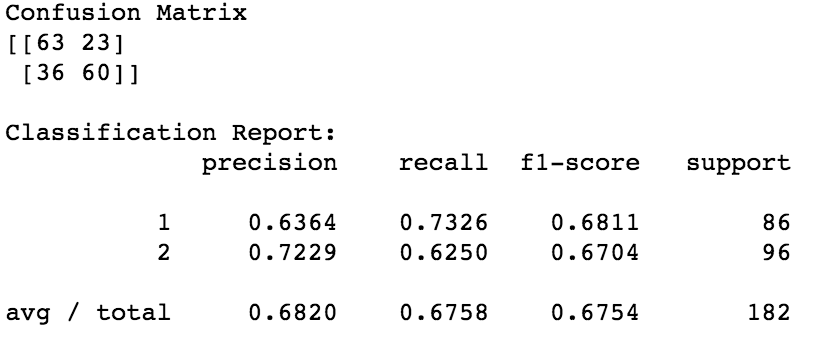 Confusion Matrix
[[63 23]
 [36 60]]
Classification Report:
precision recall f1-score support
1 0.6364 0.7326 0.6811 86
2 0.7229 0.6250 0.6704 96
avg / total 0.6820 0.6758 0.6754 182